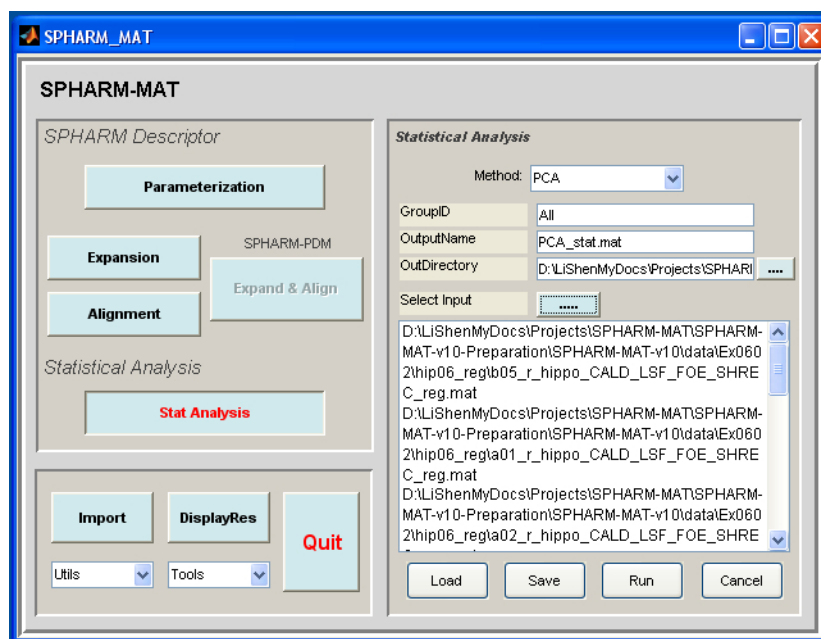 SPHARM_MAT
SPHARM-MAT
SPHARM Descriptor
Parameterization
Expansion
SPHARM-PDM
Expand & Align
Alignment
Statistical Analysis
Stat Analysis
Import
DisplayRes
Quit
Utils
Tools
Statistical Analysis
Method: PCA
GroupID All
OutputName PCA_stat.mat
OutDirectory D:\LiShenMyDocs\Projects\SPHARI ....
Select Input .....
D:\LiShenMyDocs\Projects\SPHARM-MAT\SPHARM-
MAT-v10-Preparation\SPHARM-MAT-v10\data\Ex060
2\hip06_reg\b05_r_hippo_CALD_LSF_FOE_SHRE
C_reg.mat
D:\LiShenMyDocs\Projects\SPHARM-MAT\SPHARM-
MAT-v10-Preparation\SPHARM-MAT-v10\data\Ex060
2\hip06_reg\a01_r_hippo_CALD_LSF_FOE_SHRE
C_reg.mat
D:\LiShenMyDocs\Projects\SPHARM-MAT\SPHARM-
MAT-v10-Preparation\SPHARM-MAT-v10\data\Ex060
2\hip06_reg\a02_r_hippo_CALD_LSF_FOE_SHRE
Load
Save
Run
Cancel